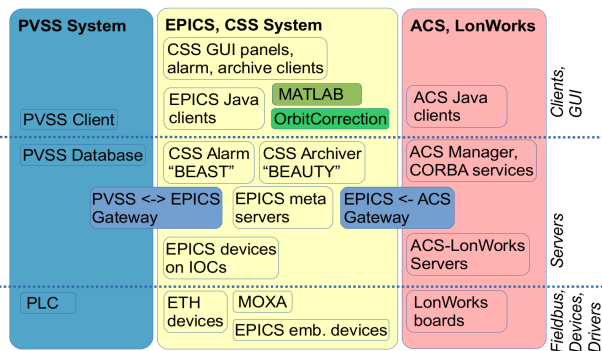 PVSS System
EPICS, CSS System
ACS, LonWorks
CSS GUI panels,
alarm, archive clients
EPICS Java
clients
MATLAB
OrbitCorrection
PVSS Client
ACS Java
clients
Clients,
GUI
PVSS Database
CSS Alarm
"BEAST"
CSS Archiver
"BEAUTY"
ACS Manager,
CORBA services
PVSS <-> EPICS
Gateway
EPICS meta
servers
EPICS <- ACS
Gateway
EPICS devices
on IOCs
ACS-LonWorks
Servers
Servers
PLC
ETH
devices
MOXA
EPICS emb. devices
LonWorks
boards
Fieldbus,
Devices,
Drivers